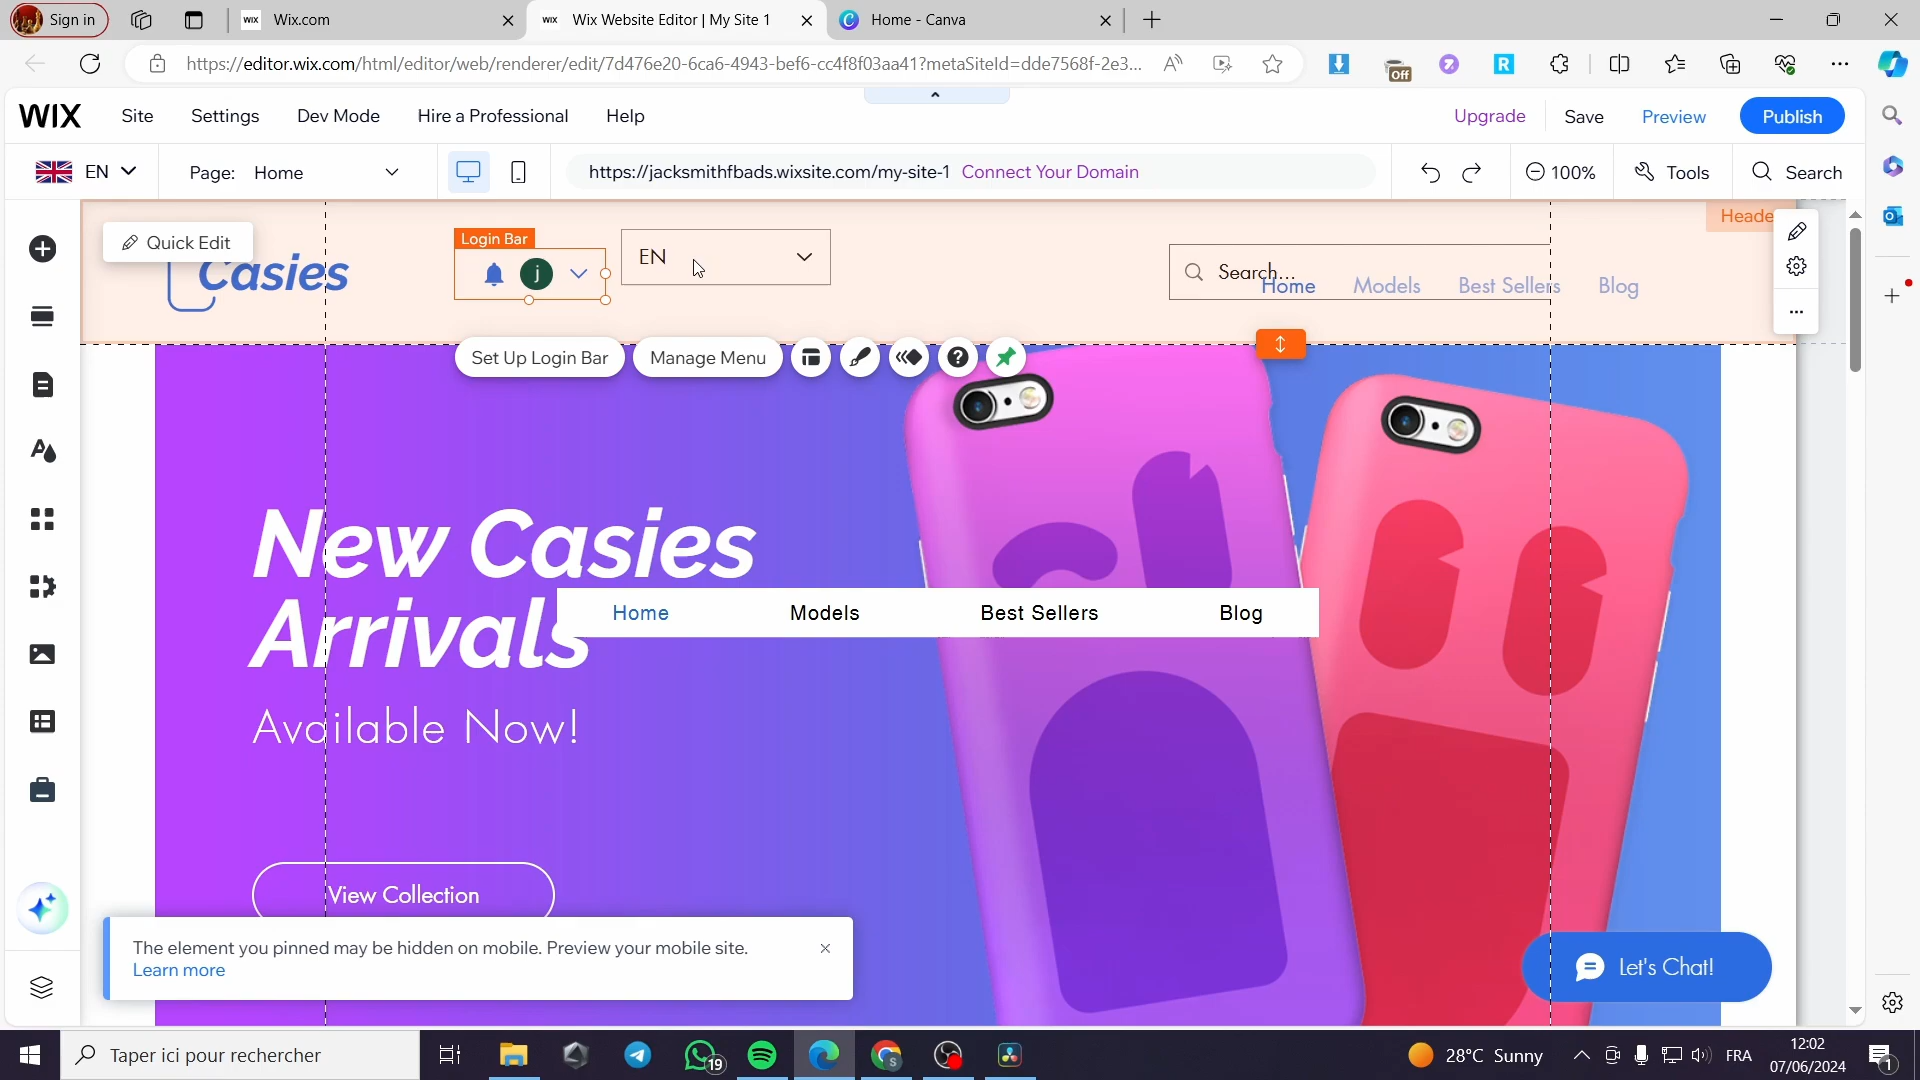 Sign in
WIX Wix.com
WIX Wix Website Editor | My Site 1
Home - Canva
https://editor.wix.com/html/editor/web/renderer/edit/7d476e20-6ca6-4943-bef6-cc4f8f03aa41?metaSiteId=dde7568f-2e3...
Off
WIX Site Settings Dev Mode Hire a Professional Help
Upgrade Save Preview Publish
EN Page: Home
https://jacksmithfbads.wixsite.com/my-site-1 Connect Your Domain
100% Tools Search
Quick Edit
Casies
Login Bar
j
EN
Search...
Home Models Best Sellers Blog
Heade
Set Up Login Bar Manage Menu
New Casies
Arrivals
Home Models Best Sellers Blog
Available Now!
View Collection
The element you pinned may be hidden on mobile. Preview your mobile site.
Learn more
Let's Chat!
Taper ici pour rechercher
19
28°C Sunny
FRA
12:02
07/06/2024
1